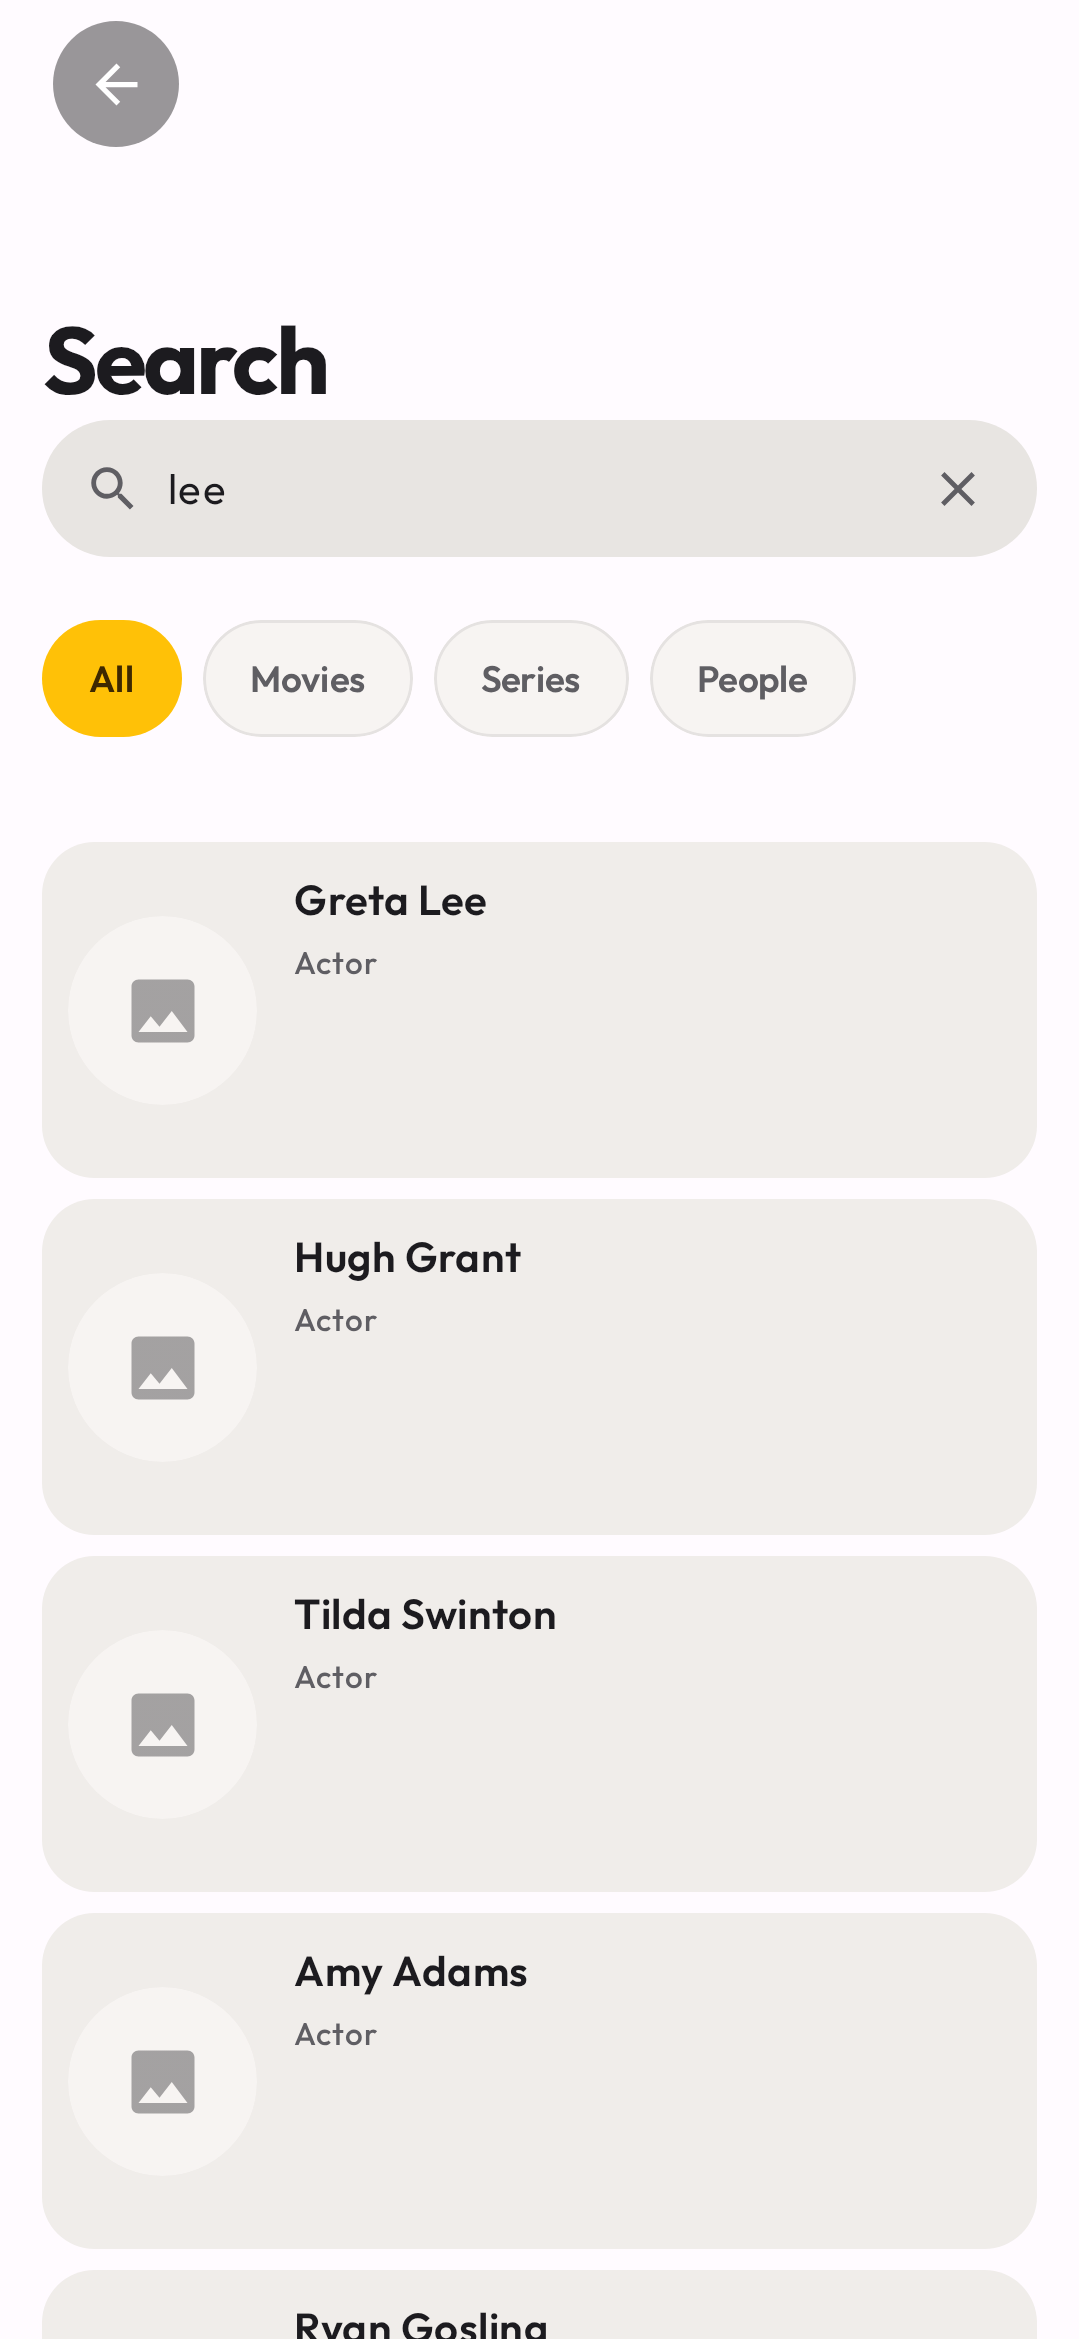 Search
lee
All
Movies
Series
People
Greta Lee
Actor
Hugh Grant
Actor
Tilda Swinton
Actor
Amy Adams
Actor
Ryan Gosling